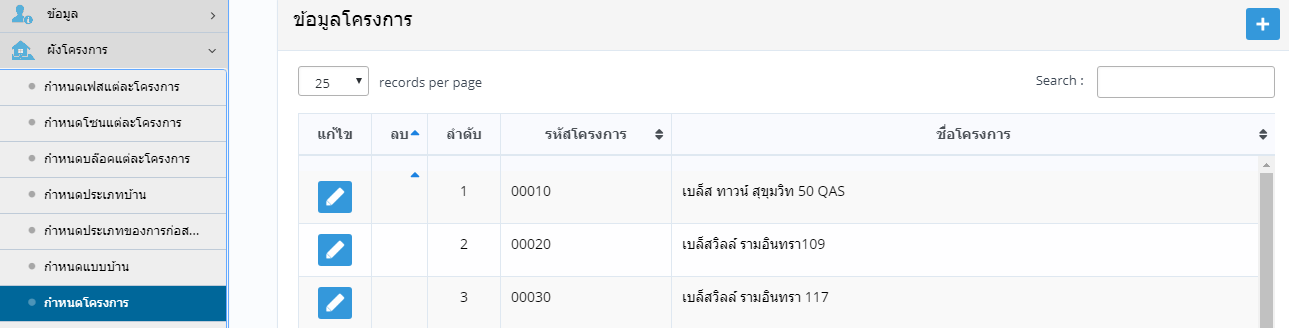 ข้อมูล
ผังโครงการ
กำหนดเฟสแต่ละโครงการ
กำหนดโซนแต่ละโครงการ
กำหนดบล๊อคแต่ละโครงการ
กำหนดประเภทบ้าน
กำหนดประเภทของการก่อส...
กำหนดแบบบ้าน
กำหนดโครงการ
ข้อมูลโครงการ
25 records per page Search :
แก้ไข ลบ ลำดับ รหัสโครงการ ชื่อโครงการ
1 00010 เบล็ส ทาวน์ สุขุมวิท 50 QAS
2 00020 เบล็สวิลล์ รามอินทรา109
3 00030 เบล็สวิลล์ รามอินทรา 117